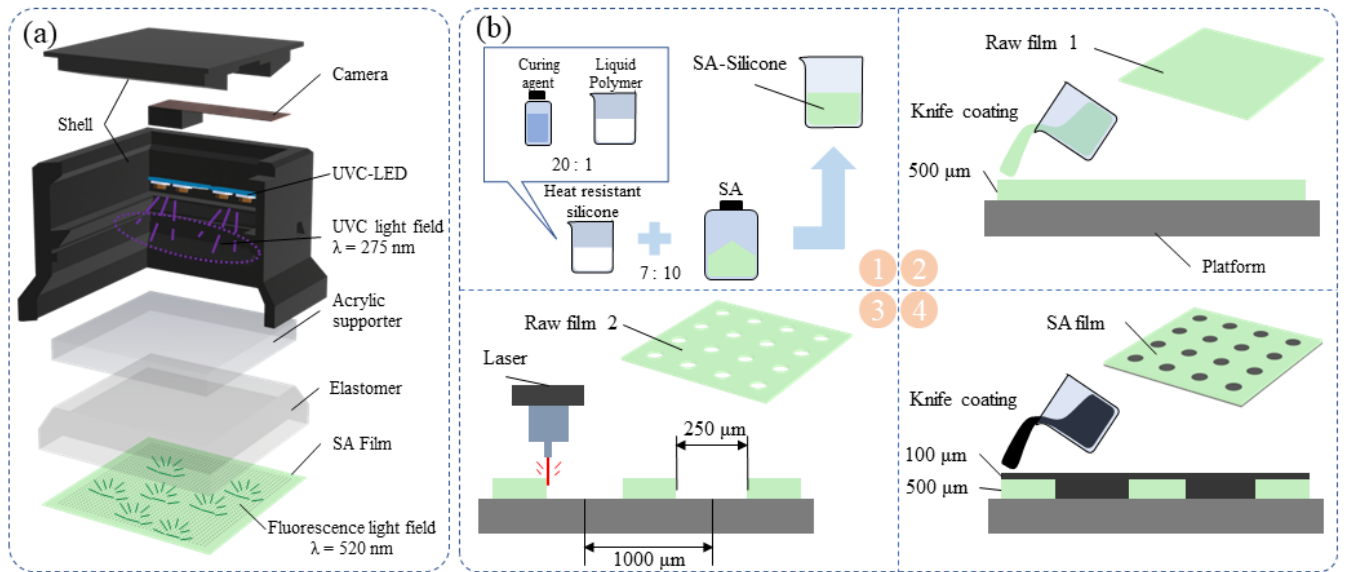 (a)
Camera
Shell
UVC-LED
UVC light field
λ = 275 nm
Acrylic
supporter
Elastomer
SA Film
Fluorescence light field
λ = 520 nm
(b)
Curing
agent
Liquid
Polymer
20 : 1
Heat resistant
silicone
7 : 10
SA
SA-Silicone
1
2
3
4
Raw film 1
Knife coating
500 μm
Platform
Raw film 2
Laser
250 μm
1000 μm
SA film
Knife coating
100 μm
500 μm